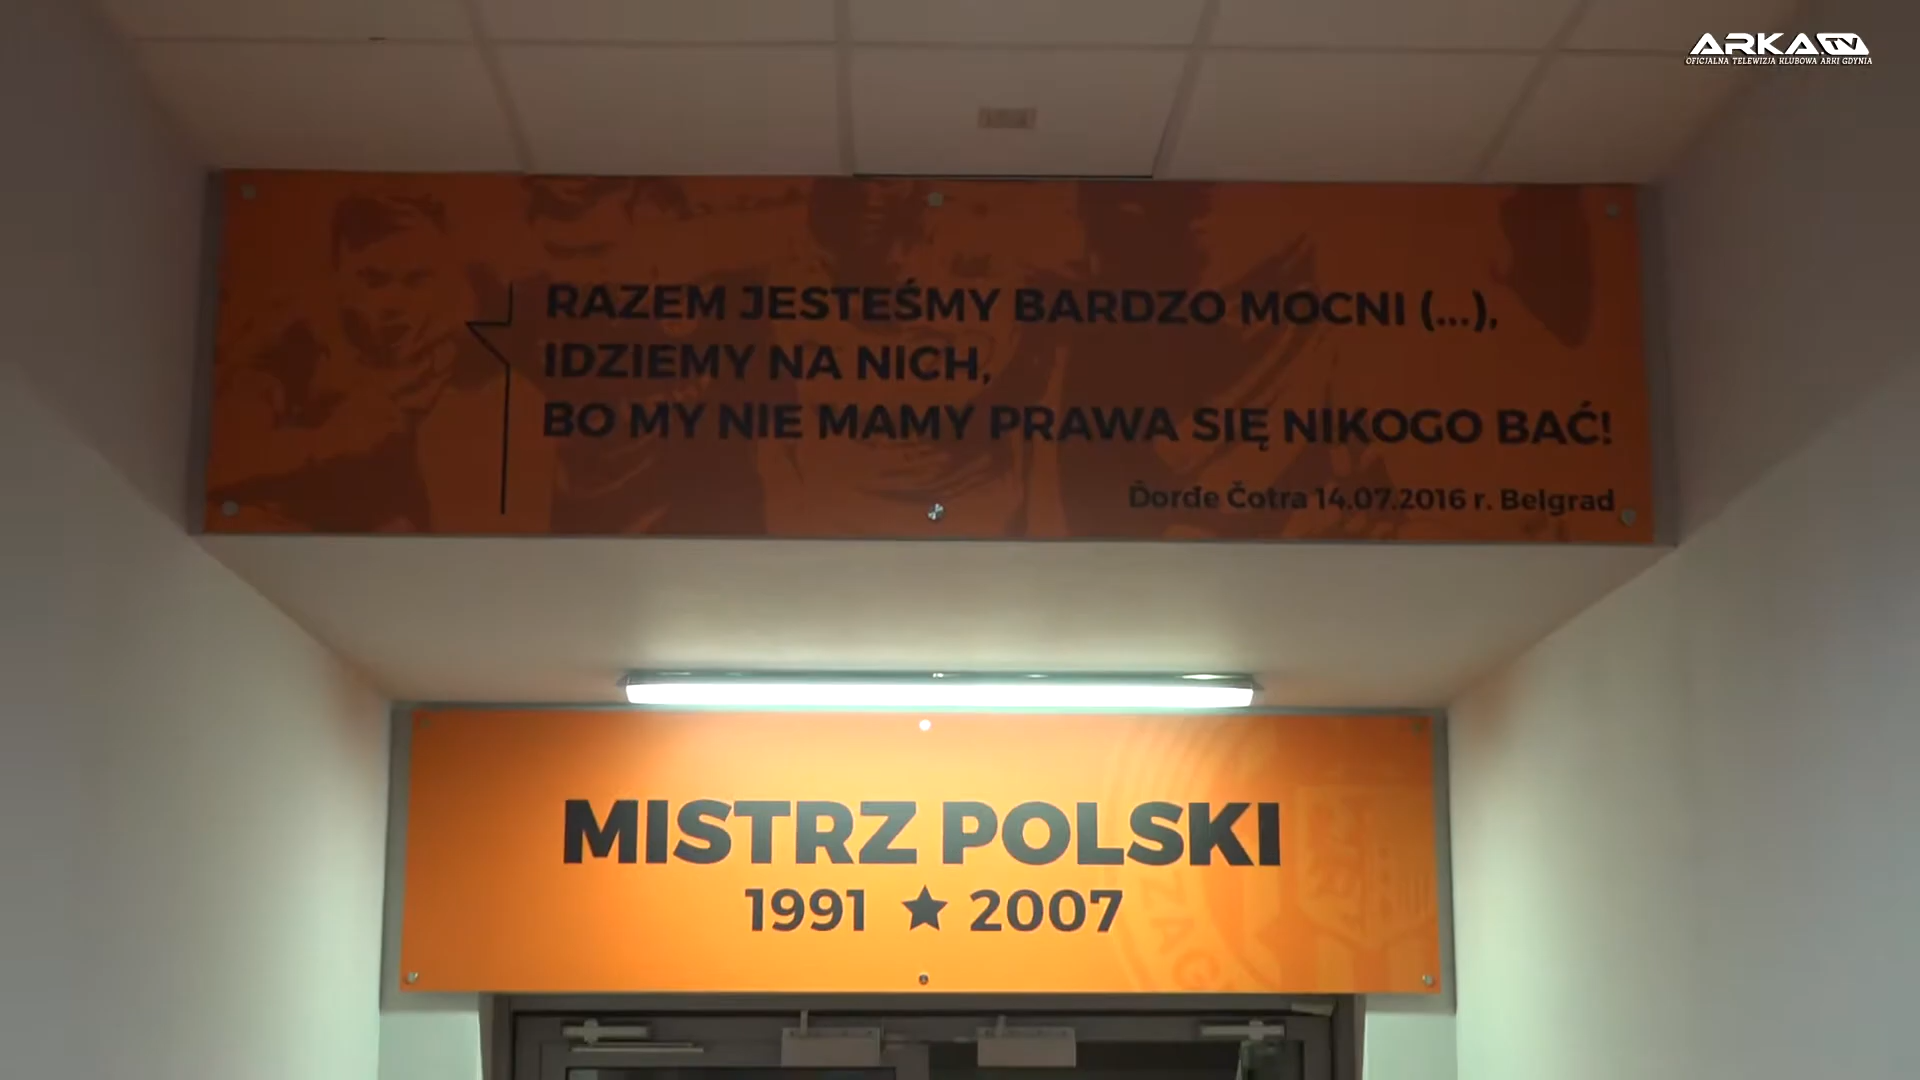 ARKA TV
OFICJALNA TELEWIZJA KLUBOWA ARKI GDYNIA
RAZEM JESTEŚMY BARDZO MOCNI (...),
IDZIEMY NA NICH,
BO MY NIE MAMY PRAWA SIĘ NIKOGO BAĆ!
Đorđe Čotra 14.07.2016 r. Belgrad
MISTRZ POLSKI
1991 ★ 2007
ZAG